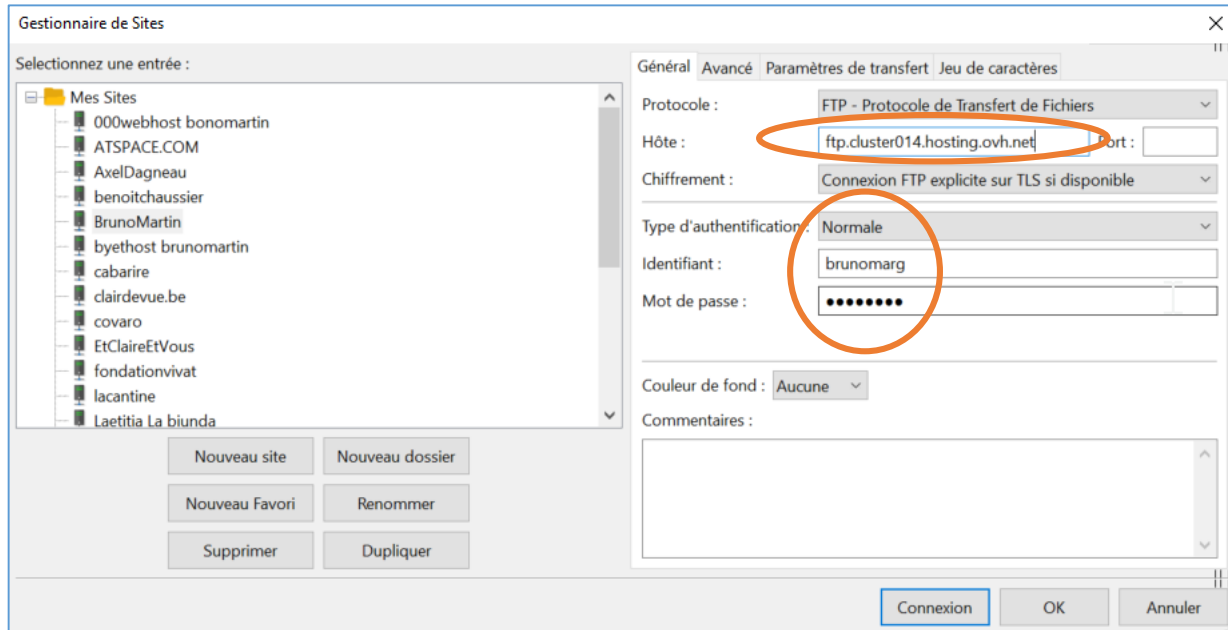 Gestionnaire de Sites
Selectionnez une entrée :
Mes Sites
000webhost bonomartin
ATSPACE.COM
AxelDagneau
benoitchaussier
BrunoMartin
byethost brunomartin
cabarire
clairdevue.be
covaro
EtClaireEtVous
fondationvivat
lacantine
Laetitia La biunda
Nouveau site Nouveau dossier
Nouveau Favori Renommer
Supprimer Dupliquer
Général Avancé Paramètres de transfert Jeu de caractères
Protocole : FTP - Protocole de Transfert de Fichiers
Hôte : ftp.cluster014.hosting.ovh.net Port :
Chiffrement : Connexion FTP explicite sur TLS si disponible
Type d'authentification : Normale
Identifiant : brunomarg
Mot de passe : ●●●●●●●●
Couleur de fond : Aucune
Commentaires :
Connexion OK Annuler